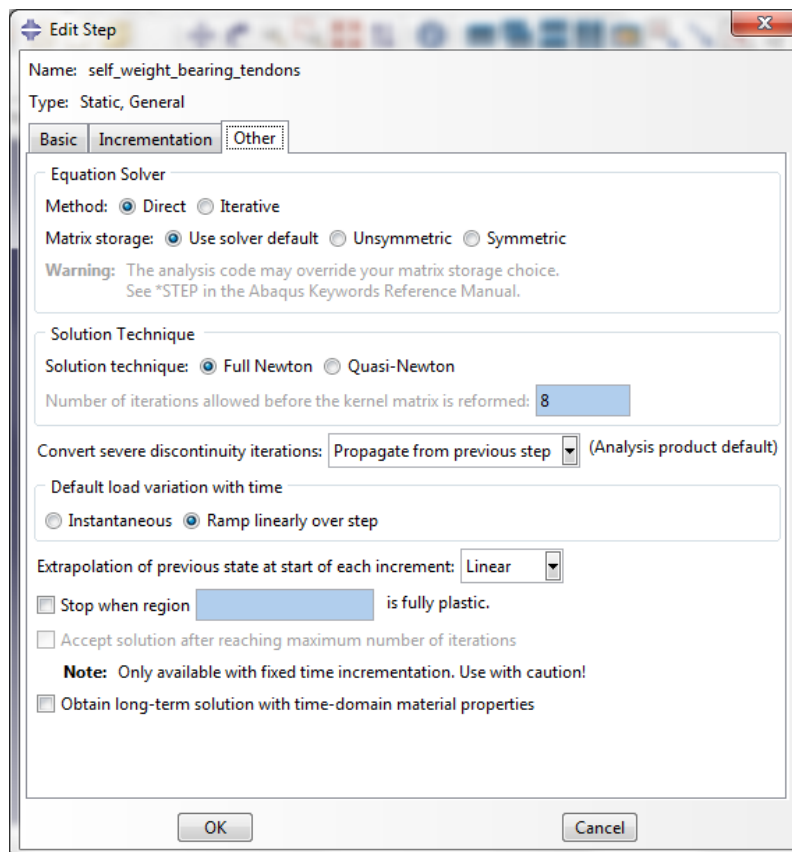 Edit Step
Name: self_weight_bearing_tendons
Type: Static, General
Basic Incrementation Other
Equation Solver
Method: Direct Iterative
Matrix storage: Use solver default Unsymmetric Symmetric
Warning: The analysis code may override your matrix storage choice.
See *STEP in the Abaqus Keywords Reference Manual.
Solution Technique
Solution technique: Full Newton Quasi-Newton
Number of iterations allowed before the kernel matrix is reformed: 8
Convert severe discontinuity iterations: Propagate from previous step (Analysis product default)
Default load variation with time
Instantaneous Ramp linearly over step
Extrapolation of previous state at start of each increment: Linear
Stop when region is fully plastic.
Accept solution after reaching maximum number of iterations
Note: Only available with fixed time incrementation. Use with caution!
Obtain long-term solution with time-domain material properties
OK Cancel